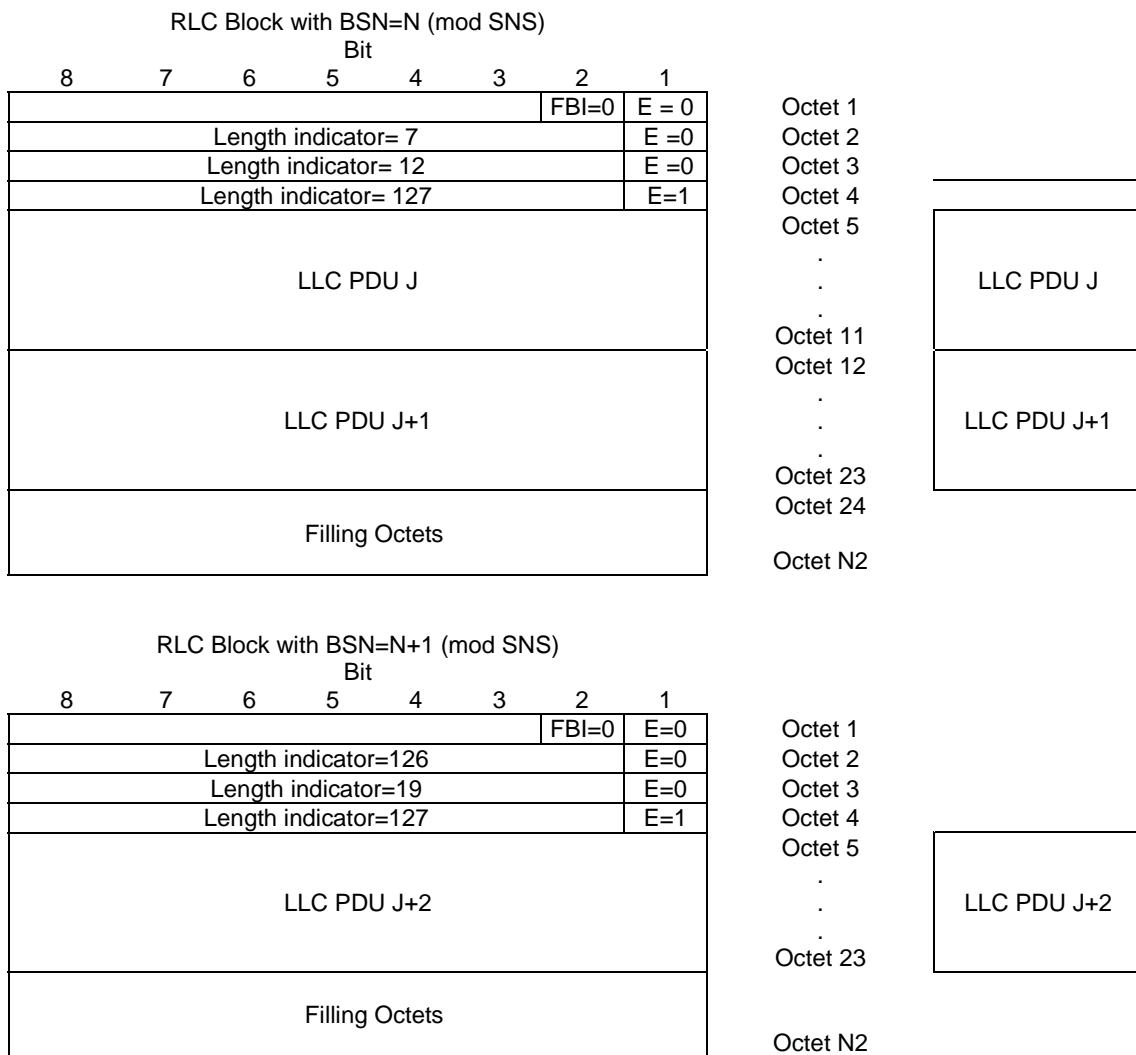 RLC Block with BSN=N (mod SNS)
Bit
8 7 6 5 4 3 2 1
FBI=0 E = 0 Octet 1
Length indicator= 7 E =0 Octet 2
Length indicator= 12 E =0 Octet 3
Length indicator= 127 E=1 Octet 4
Octet 5
.
LLC PDU J . LLC PDU J
.
Octet 11
Octet 12
.
LLC PDU J+1 . LLC PDU J+1
.
Octet 23
Octet 24
Filling Octets
Octet N2
RLC Block with BSN=N+1 (mod SNS)
Bit
8 7 6 5 4 3 2 1
FBI=0 E=0 Octet 1
Length indicator=126 E=0 Octet 2
Length indicator=19 E=0 Octet 3
Length indicator=127 E=1 Octet 4
Octet 5
.
LLC PDU J+2 . LLC PDU J+2
.
Octet 23
Filling Octets
Octet N2